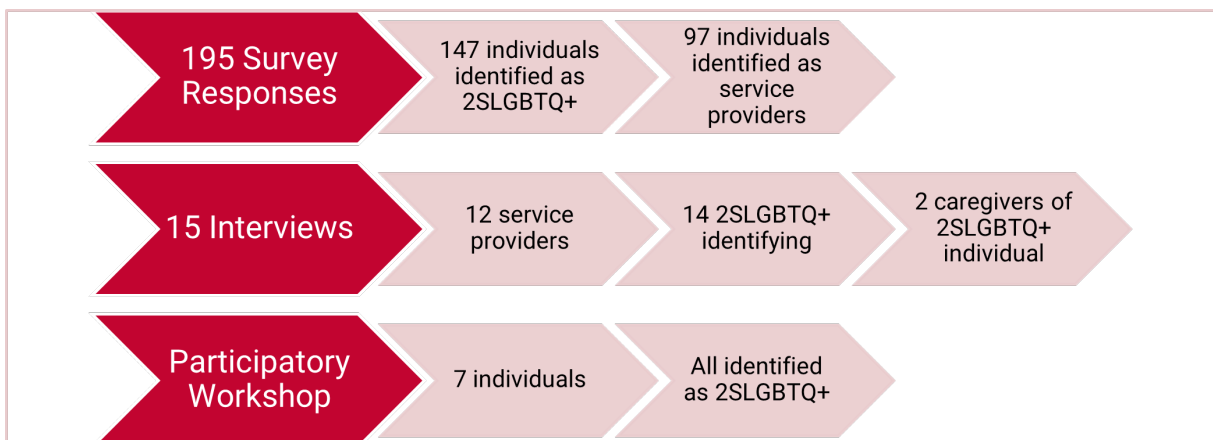 195 Survey
Responses
147 individuals
identified as
2SLGBTQ+
97 individuals
identified as
service
providers
15 Interviews
12 service
providers
14 2SLGBTQ+
identifying
2 caregivers of
2SLGBTQ+
individual
Participatory
Workshop
7 individuals
All identified
as 2SLGBTQ+